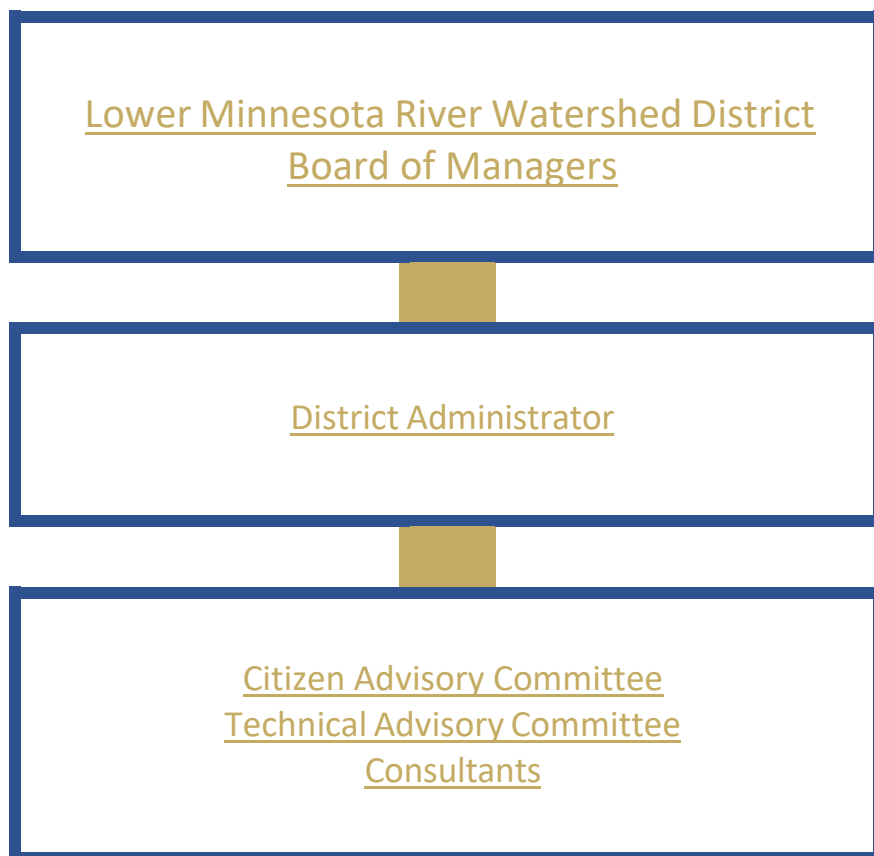 Lower Minnesota River Watershed District
Board of Managers
District Administrator
Citizen Advisory Committee
Technical Advisory Committee
Consultants